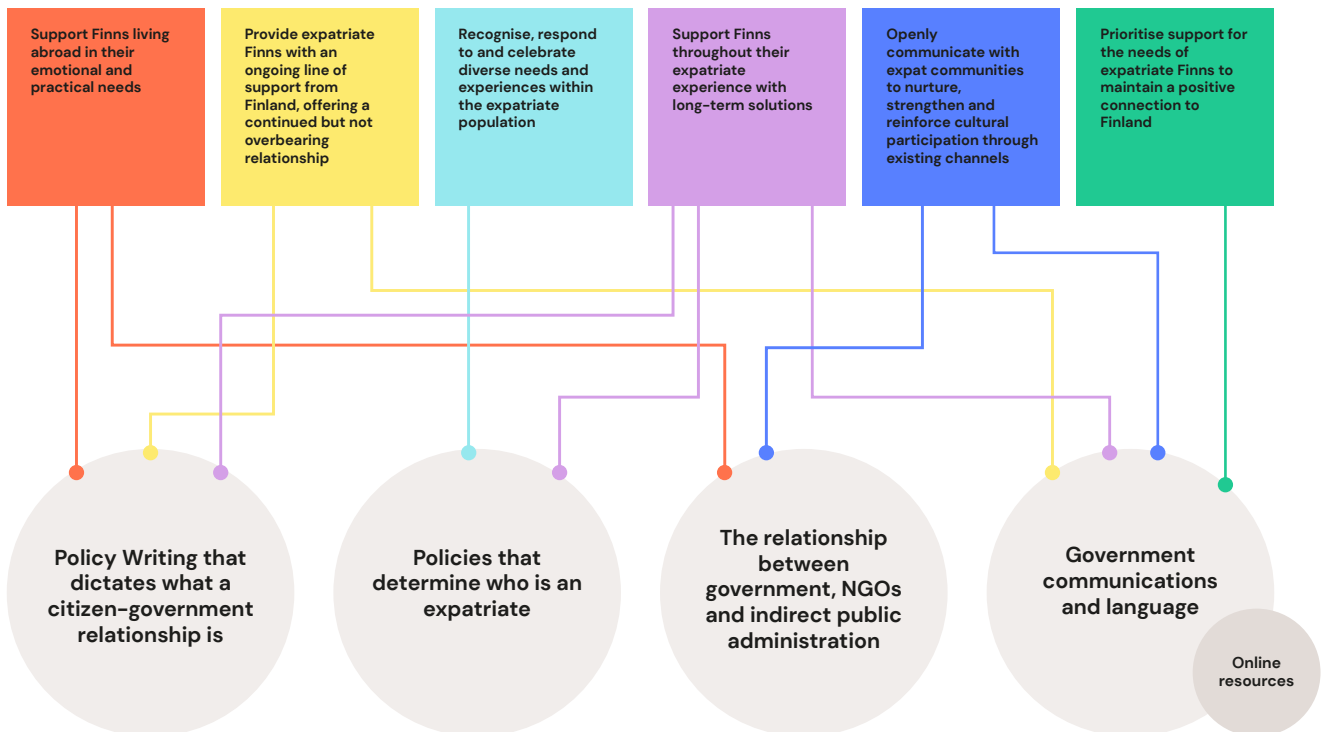 Support Finns living
abroad in their
emotional and
practical needs
Provide expatriate
Finns with an
ongoing line of
support from
Finland, offering a
continued but not
overbearing
relationship
Recognise, respond
to and celebrate
diverse needs and
experiences within
the expatriate
population
Support Finns
throughout their
expatriate
experience with
long-term solutions
Openly
communicate with
expat communities
to nurture,
strengthen and
reinforce cultural
participation through
existing channels
Prioritise support for
the needs of
expatriate Finns to
maintain a positive
connection to
Finland
Policy Writing that
dictates what a
citizen-government
relationship is
Policies that
determine who is an
expatriate
The relationship
between
government, NGOs
and indirect public
administration
Government
communications
and language
Online
resources